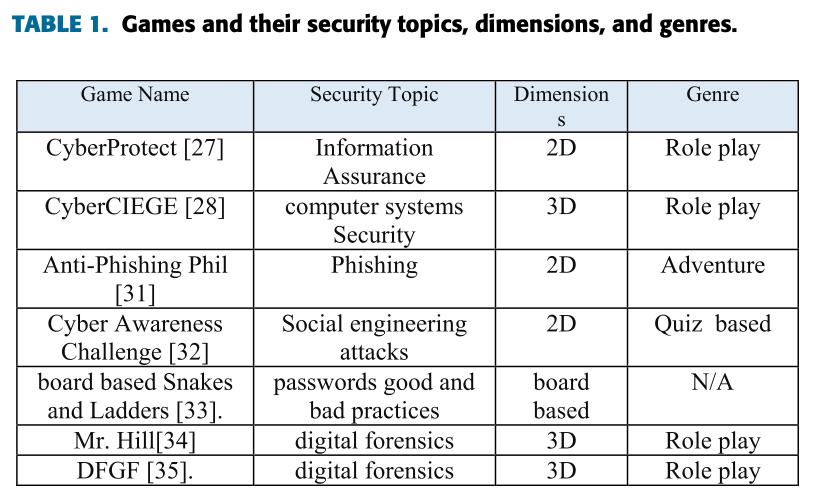 TABLE 1. Games and their security topics, dimensions, and genres.
Game Name Security Topic Dimension Genre
s
CyberProtect [27] Information 2D Role play
Assurance
CyberCIEGE [28] computer systems 3D Role play
Security
Anti-Phishing Phil Phishing 2D Adventure
[31]
Cyber Awareness Social engineering 2D Quiz based
Challenge [32] attacks
board based Snakes passwords good and board N/A
and Ladders [33]. bad practices based
Mr. Hill[34] digital forensics 3D Role play
DFGF [35]. digital forensics 3D Role play